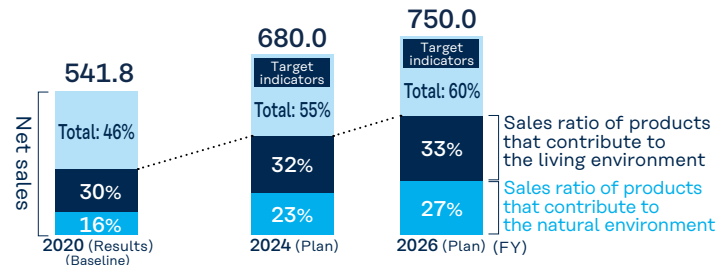 Net sales
541.8
Total: 46%
30%
16%
2020 (Results)
(Baseline)
680.0
Target
indicators
Total: 55%
32%
23%
2024 (Plan)
750.0
Target
indicators
Total: 60%
33%
27%
2026 (Plan) (FY)
Sales ratio of products
that contribute to
the living environment
Sales ratio of products
that contribute to
the natural environment